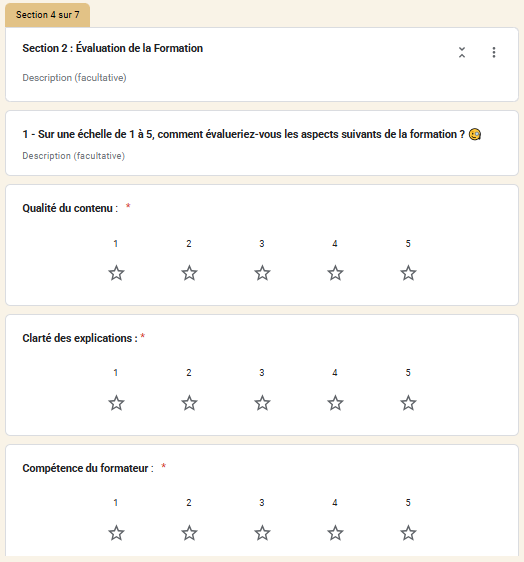 Section 4 sur 7
Section 2 : Évaluation de la Formation
Description (facultative)
1 - Sur une échelle de 1 à 5, comment évalueriez-vous les aspects suivants de la formation ? 🧐
Description (facultative)
Qualité du contenu : *
1 2 3 4 5
Clarté des explications : *
1 2 3 4 5
Compétence du formateur : *
1 2 3 4 5